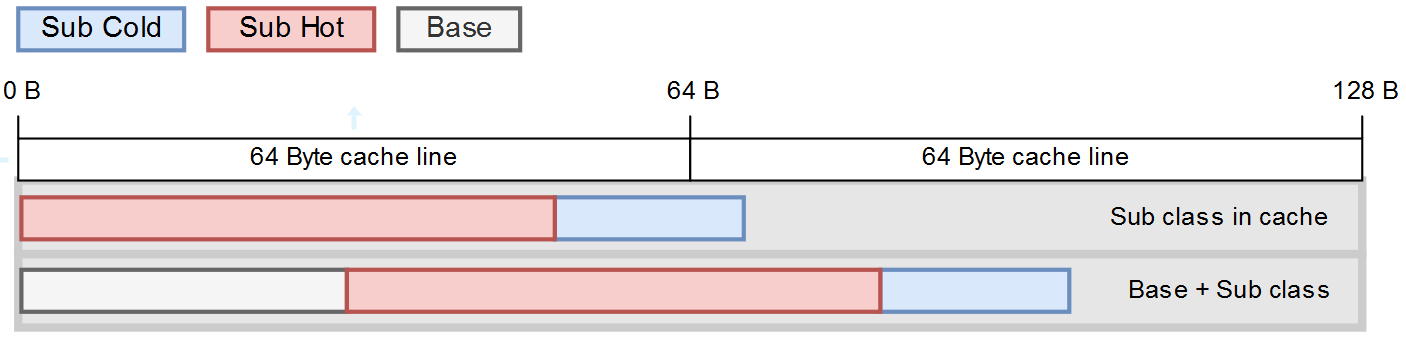 Sub Cold Sub Hot Base
0 B 64 B 128 B
64 Byte cache line 64 Byte cache line
Sub class in cache
Base + Sub class